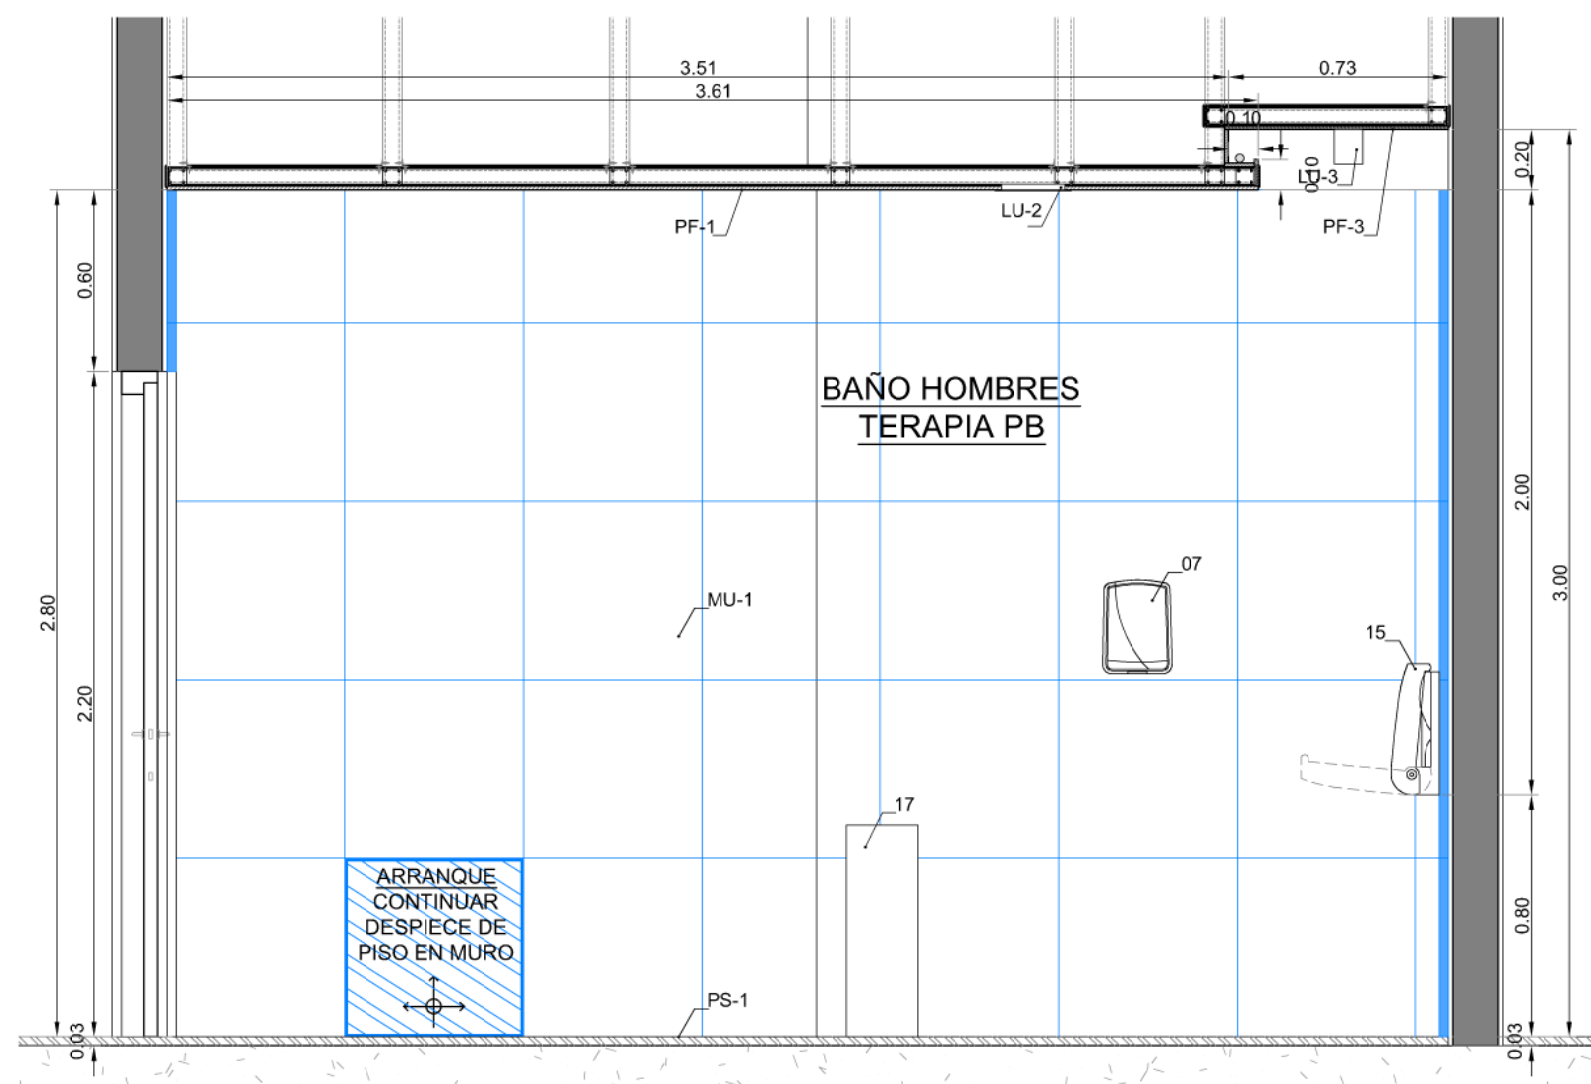 3.51
0.73
3.61
0.10
0.10
0.20
LU-3
LU-2
PF-1
PF-3
0.60
BAÑO HOMBRES
TERAPIA PB
2.00
07
MU-1
3.00
2.80
15
2.20
17
ARRANQUE
CONTINUAR
DESPIECE DE
PISO EN MURO
0.80
PS-1
0.03
0.03